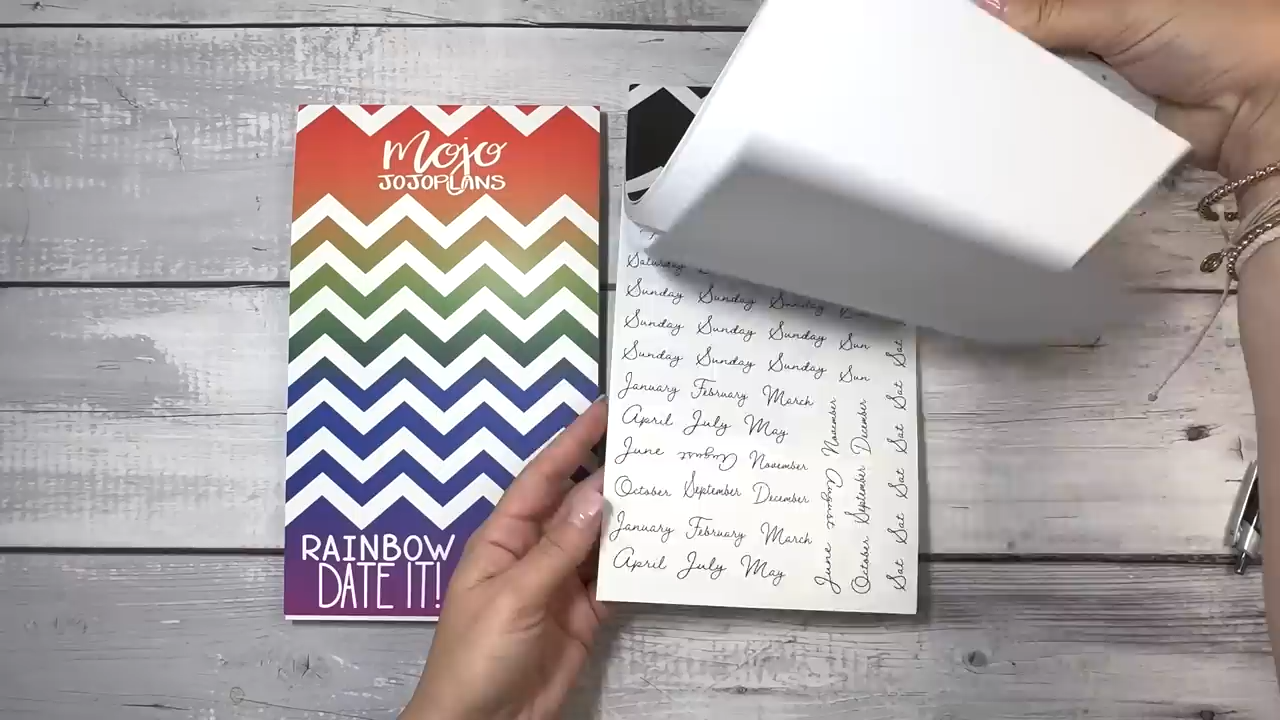 mojo
JOJOPLANS
RAINBOW
DATE IT!
Saturday
Sunday Sunday Sunday
Sunday Sunday Sunday Sun
Sunday Sunday Sunday Sun
January February March
April July May
June August November
October September December
January February March
April July May
June August November
October September December
Sat Sat Sat Sat Sat Sat